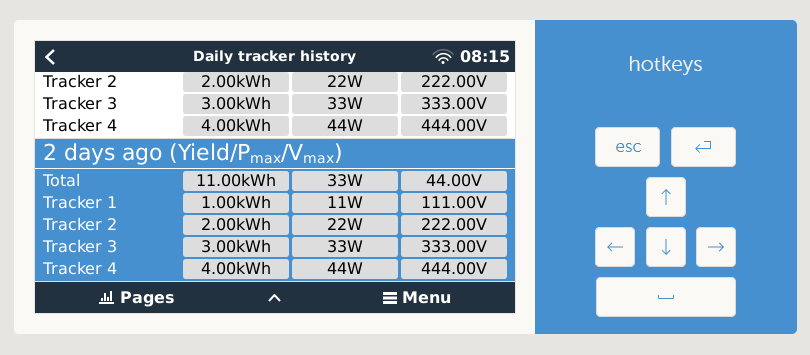 Daily tracker history 08:15
Tracker 2 2.00kWh 22W 222.00V
Tracker 3 3.00kWh 33W 333.00V
Tracker 4 4.00kWh 44W 444.00V
2 days ago (Yield/Pmax/Vmax)
Total 11.00kWh 33W 44.00V
Tracker 1 1.00kWh 11W 111.00V
Tracker 2 2.00kWh 22W 222.00V
Tracker 3 3.00kWh 33W 333.00V
Tracker 4 4.00kWh 44W 444.00V
Pages Menu
hotkeys
esc